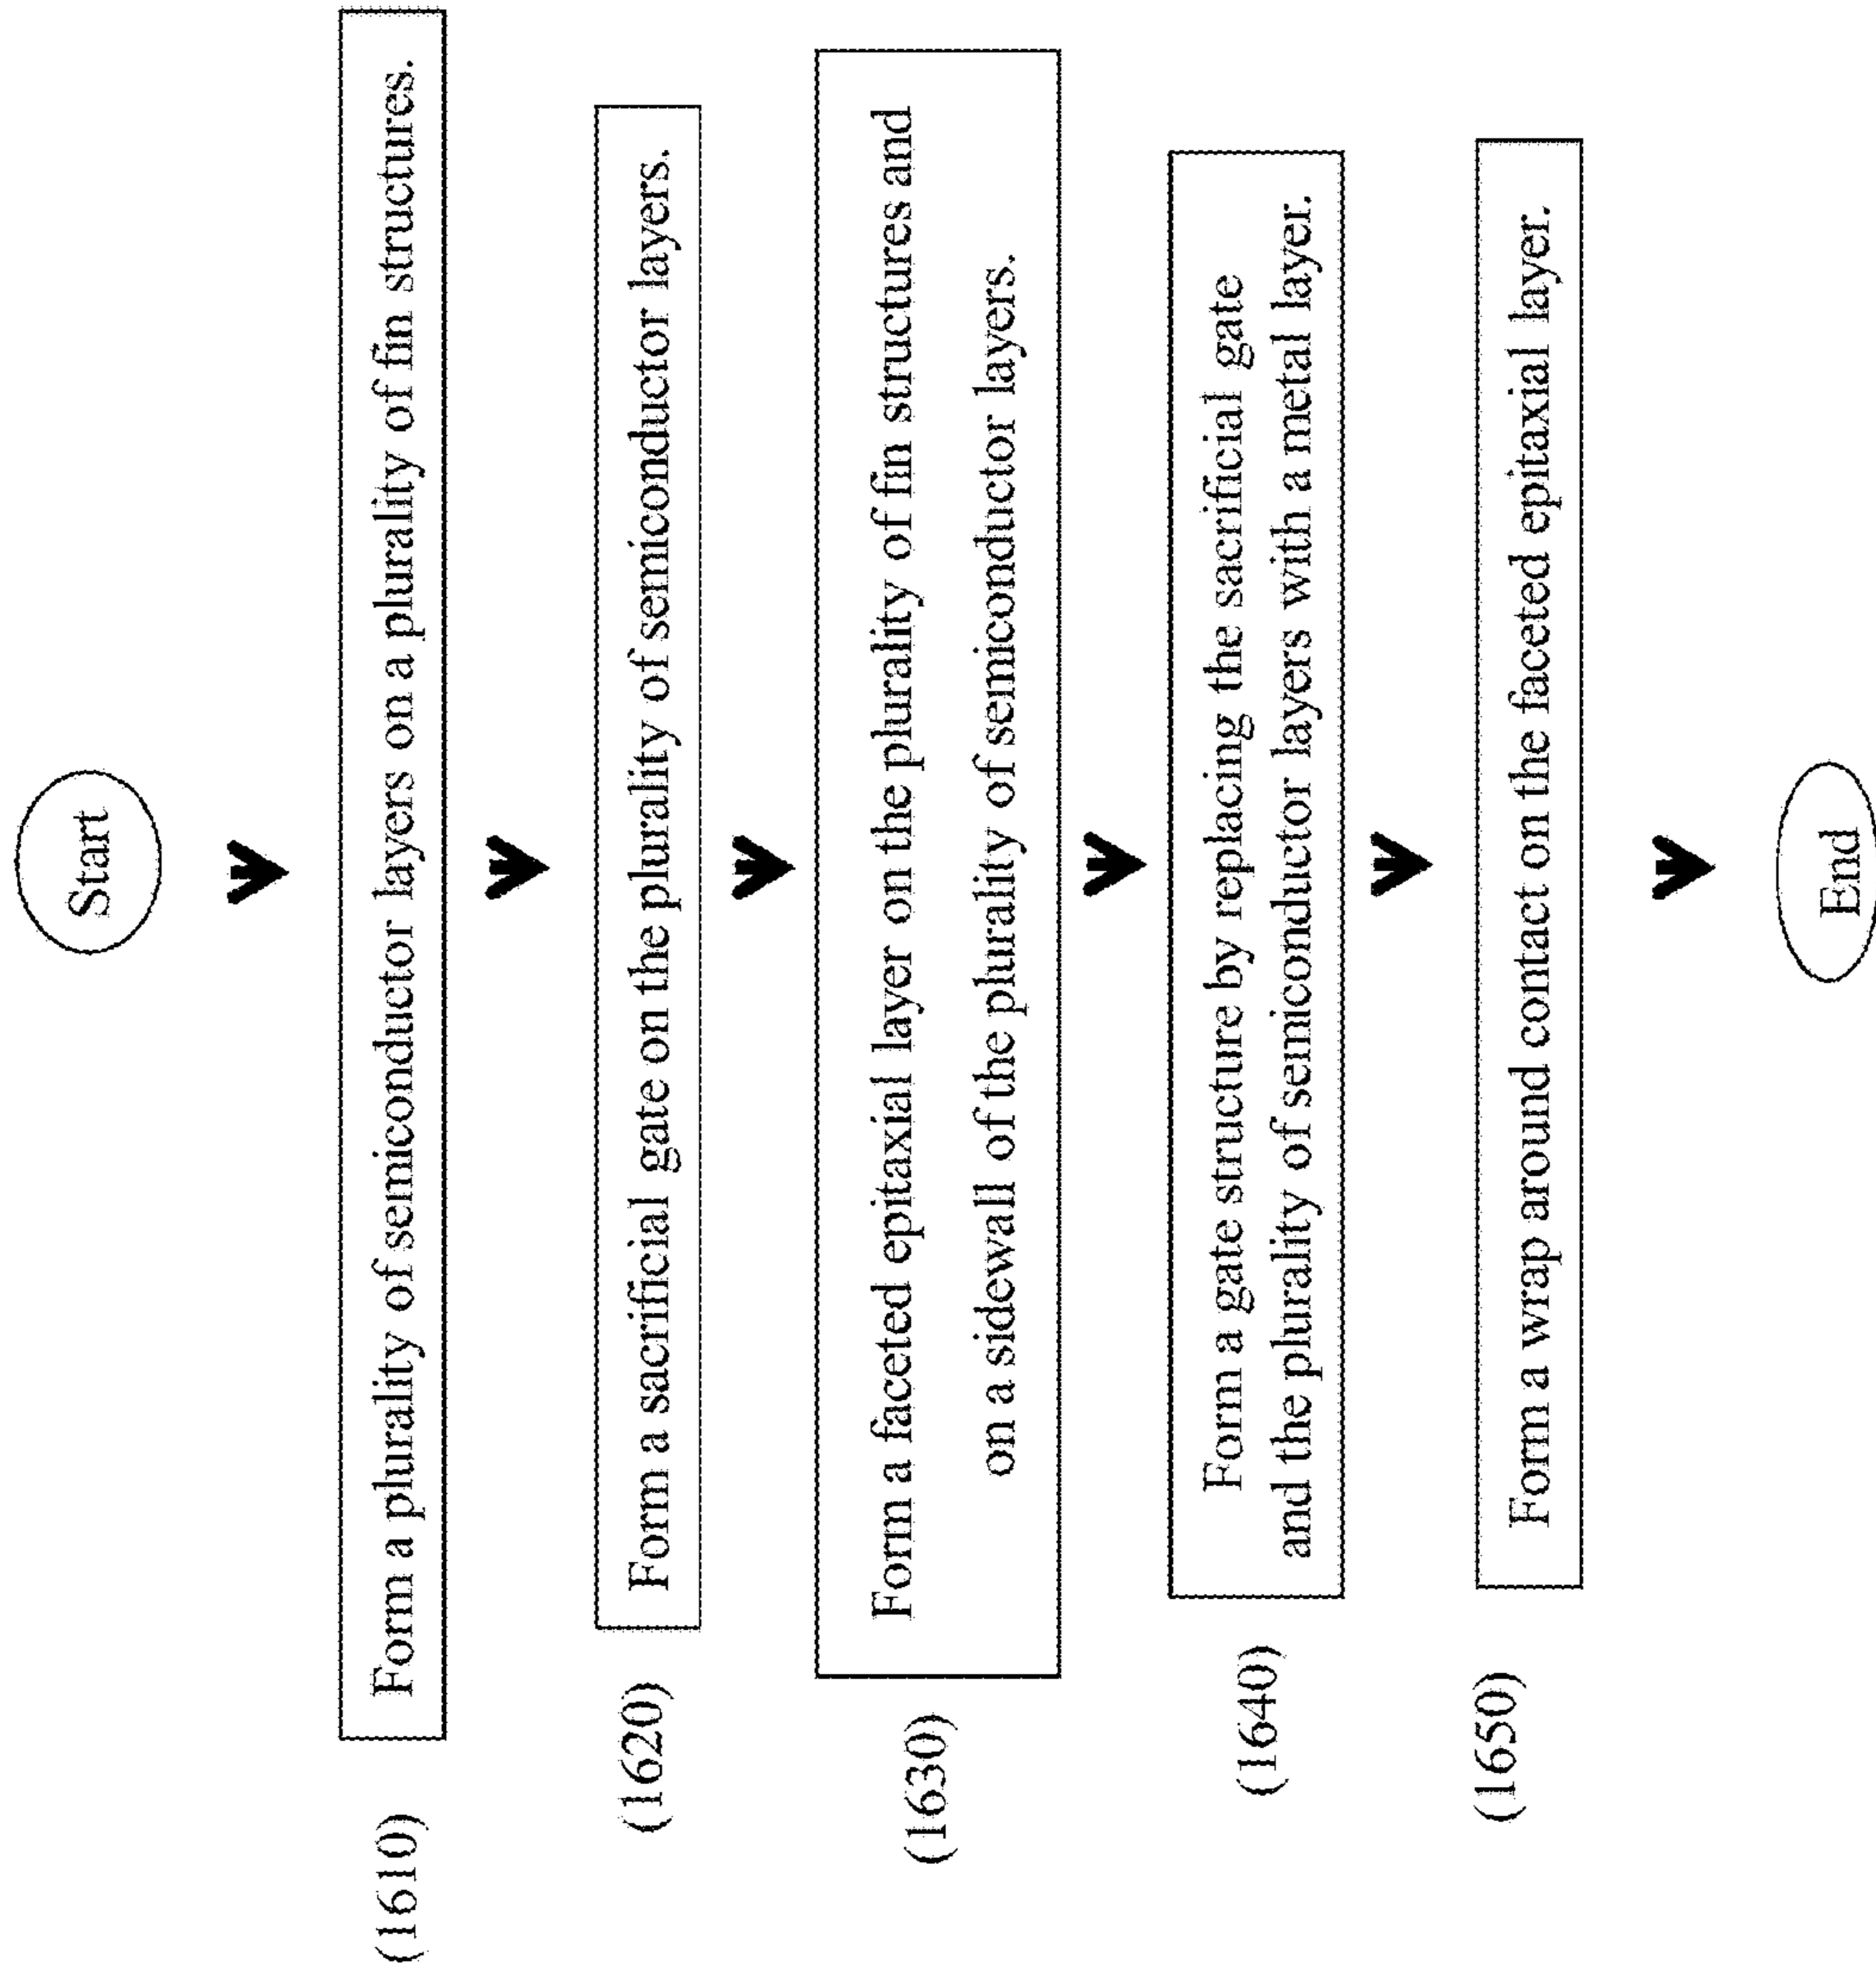 Start
(1610)
Form a plurality of semiconductor layers on a plurality of fin structures.
(1620)
Form a sacrificial gate on the plurality of semiconductor layers.
(1630)
Form a faceted epitaxial layer on the plurality of fin structures and
on a sidewall of the plurality of semiconductor layers.
(1640)
Form a gate structure by replacing the sacrificial gate
and the plurality of semiconductor layers with a metal layer.
(1650)
Form a wrap around contact on the faceted epitaxial layer.
End